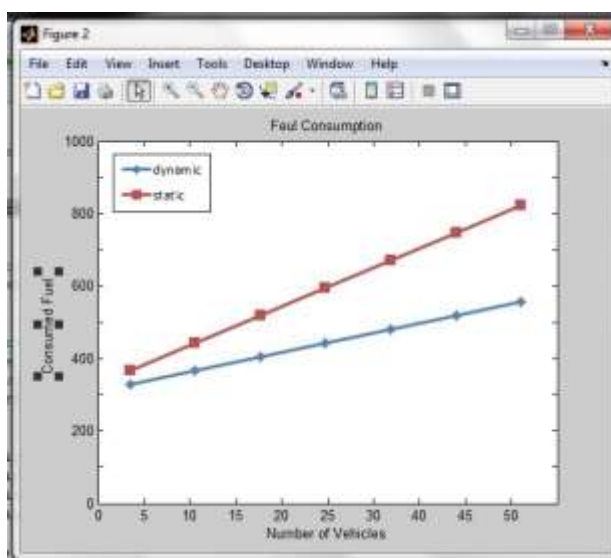 Figure 2
File Edit View Insert Tools Desktop Window Help
Feul Consumption
1000
800
600
400
200
0
dynamic
static
Consumed Fuel
0 5 10 15 20 25 30 35 40 45 50
Number of Vehicles